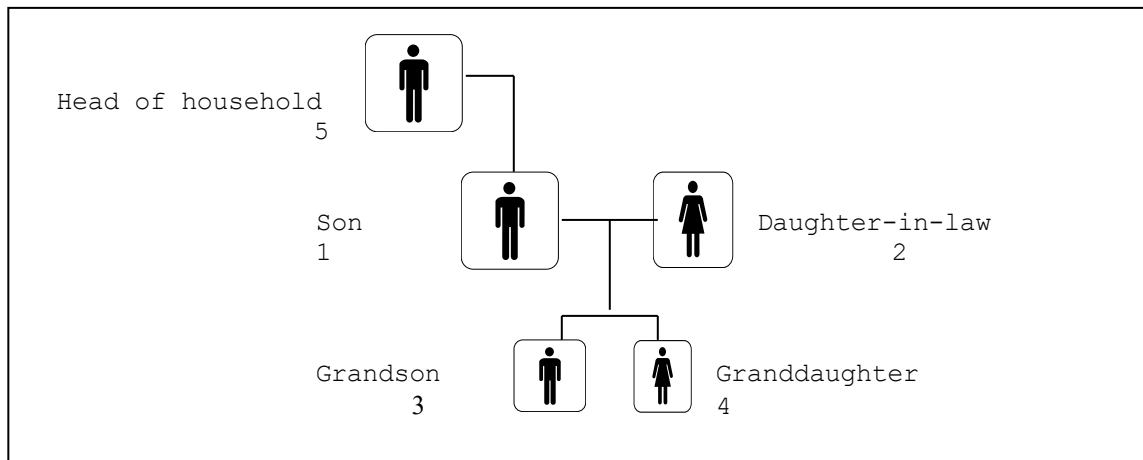 Head of household
5
Son
1
Daughter-in-law
2
Grandson
3
Granddaughter
4